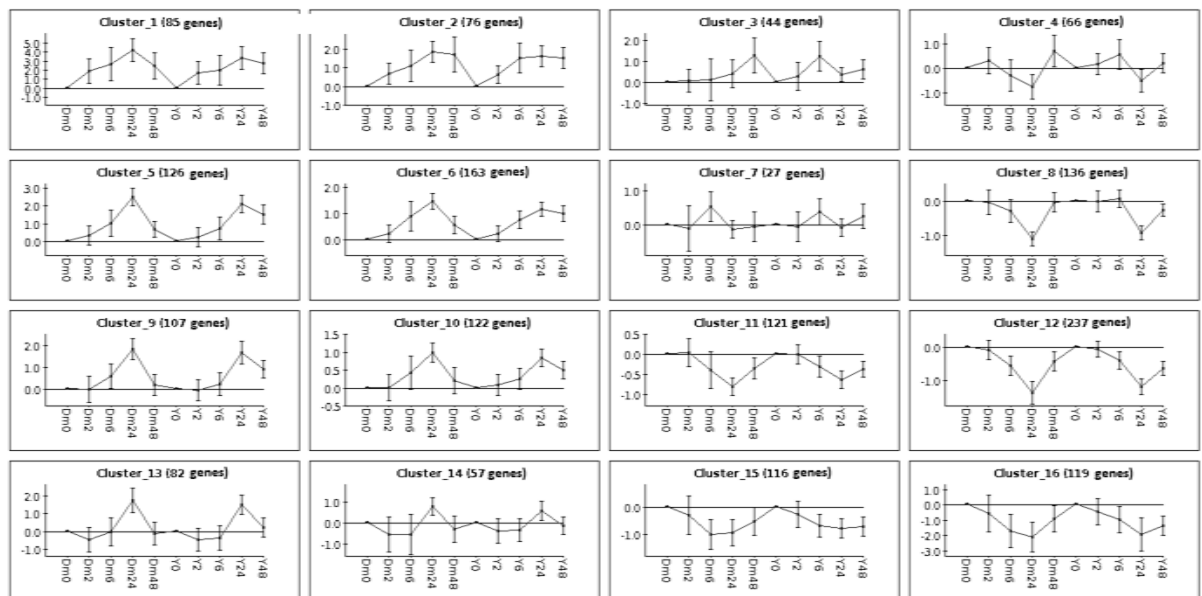 Cluster_1 (85 genes)
5.0
4.0
3.0
2.0
1.0
0.0
-1.0
Dm0 Dm2 Dm6 Dm24 Dm48 Y0 Y2 Y6 Y24 Y48
Cluster_2 (76 genes)
2.0
1.0
0.0
-1.0
Dm0 Dm2 Dm6 Dm24 Dm48 Y0 Y2 Y6 Y24 Y48
Cluster_3 (44 genes)
2.0
1.0
0.0
-1.0
Dm0 Dm2 Dm6 Dm24 Dm48 Y0 Y2 Y6 Y24 Y48
Cluster_4 (66 genes)
1.0
0.0
-1.0
Dm0 Dm2 Dm6 Dm24 Dm48 Y0 Y2 Y6 Y24 Y48
Cluster_5 (126 genes)
3.0
2.0
1.0
0.0
Dm0 Dm2 Dm6 Dm24 Dm48 Y0 Y2 Y6 Y24 Y48
Cluster_6 (163 genes)
2.0
1.0
0.0
Dm0 Dm2 Dm6 Dm24 Dm48 Y0 Y2 Y6 Y24 Y48
Cluster_7 (27 genes)
1.0
0.0
Dm0 Dm2 Dm6 Dm24 Dm48 Y0 Y2 Y6 Y24 Y48
Cluster_8 (136 genes)
0.0
-1.0
Dm0 Dm2 Dm6 Dm24 Dm48 Y0 Y2 Y6 Y24 Y48
Cluster_9 (107 genes)
2.0
1.0
0.0
Dm0 Dm2 Dm6 Dm24 Dm48 Y0 Y2 Y6 Y24 Y48
Cluster_10 (122 genes)
1.5
1.0
0.5
0.0
-0.5
Dm0 Dm2 Dm6 Dm24 Dm48 Y0 Y2 Y6 Y24 Y48
Cluster_11 (121 genes)
0.5
0.0
-0.5
-1.0
Dm0 Dm2 Dm6 Dm24 Dm48 Y0 Y2 Y6 Y24 Y48
Cluster_12 (237 genes)
0.0
-1.0
Dm0 Dm2 Dm6 Dm24 Dm48 Y0 Y2 Y6 Y24 Y48
Cluster_13 (82 genes)
2.0
1.0
0.0
-1.0
Dm0 Dm2 Dm6 Dm24 Dm48 Y0 Y2 Y6 Y24 Y48
Cluster_14 (57 genes)
1.0
0.0
-1.0
Dm0 Dm2 Dm6 Dm24 Dm48 Y0 Y2 Y6 Y24 Y48
Cluster_15 (116 genes)
0.0
-1.0
Dm0 Dm2 Dm6 Dm24 Dm48 Y0 Y2 Y6 Y24 Y48
Cluster_16 (119 genes)
1.0
0.0
-1.0
-2.0
-3.0
Dm0 Dm2 Dm6 Dm24 Dm48 Y0 Y2 Y6 Y24 Y48